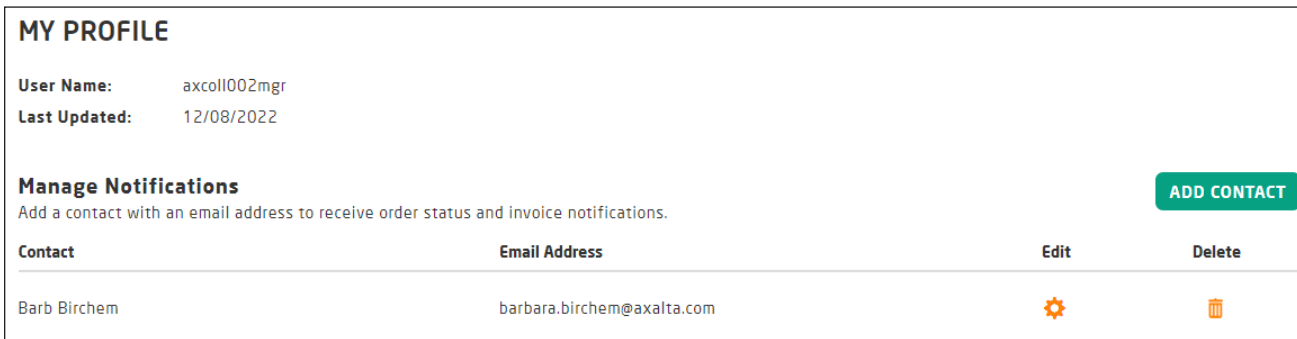 MY PROFILE
User Name: axcoll002mgr
Last Updated: 12/08/2022
Manage Notifications
ADD CONTACT
Add a contact with an email address to receive order status and invoice notifications.
Contact Email Address Edit Delete
Barb Birchem barbara.birchem@axalta.com